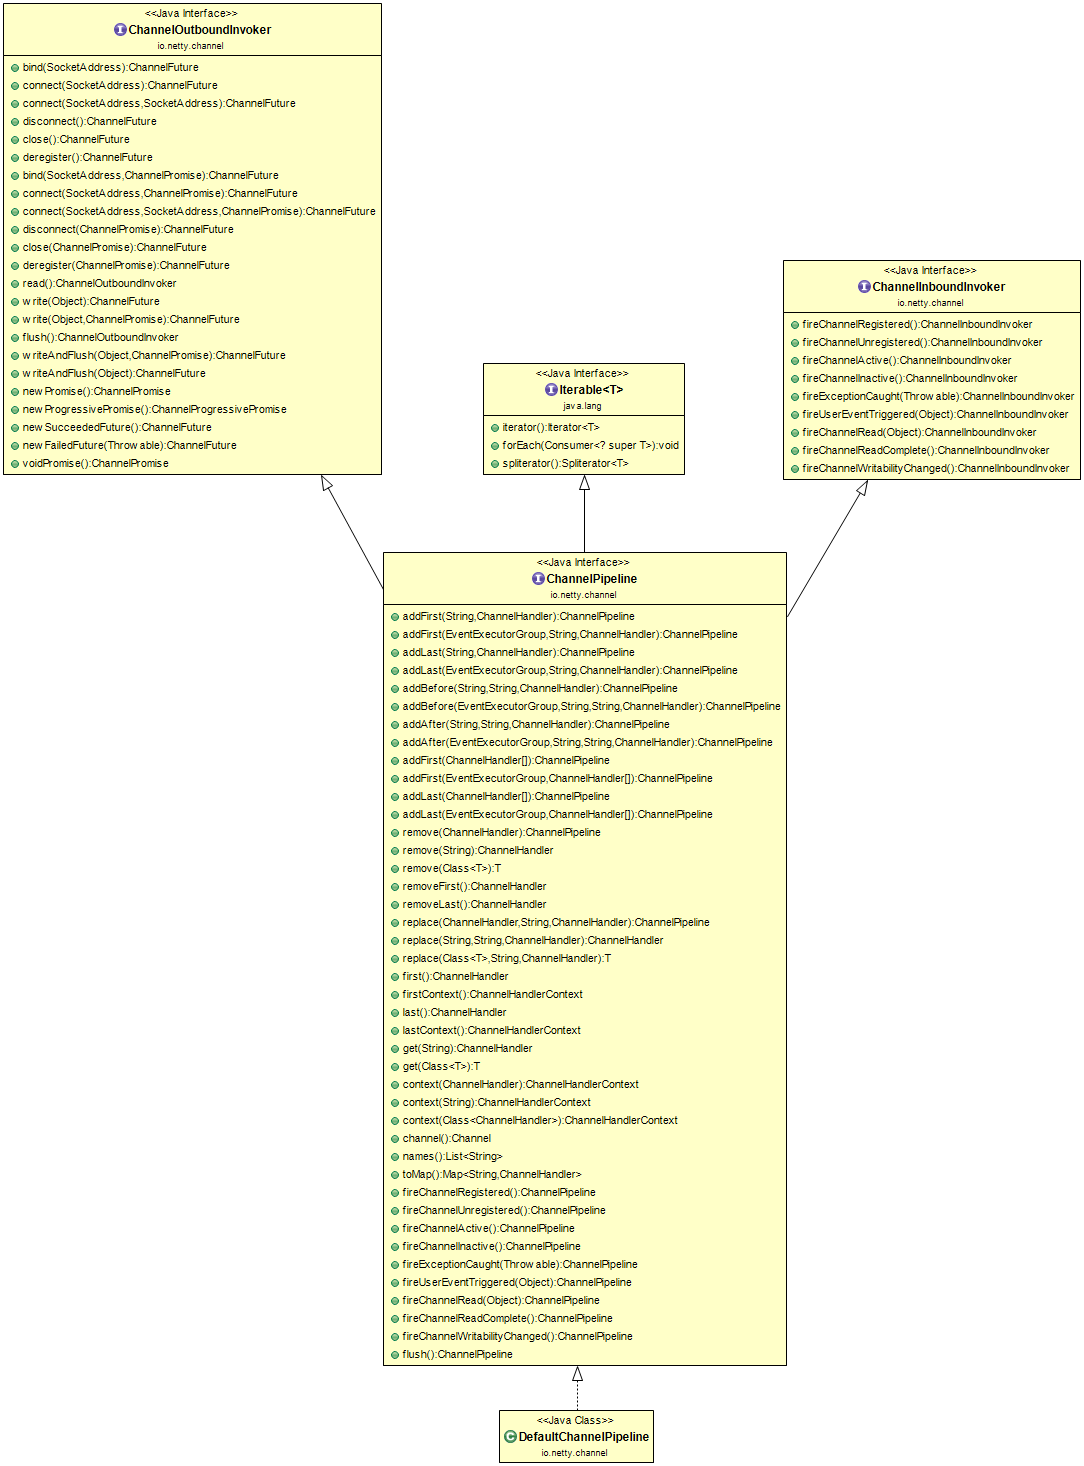 <<Java Interface>>
ChannelOutboundInvoker
io.netty.channel
bind(SocketAddress):ChannelFuture
connect(SocketAddress):ChannelFuture
connect(SocketAddress,SocketAddress):ChannelFuture
disconnect():ChannelFuture
close():ChannelFuture
deregister():ChannelFuture
bind(SocketAddress,ChannelPromise):ChannelFuture
connect(SocketAddress,ChannelPromise):ChannelFuture
connect(SocketAddress,SocketAddress,ChannelPromise):ChannelFuture
disconnect(ChannelPromise):ChannelFuture
close(ChannelPromise):ChannelFuture
deregister(ChannelPromise):ChannelFuture
read():ChannelOutboundInvoker
write(Object):ChannelFuture
write(Object,ChannelPromise):ChannelFuture
flush():ChannelOutboundInvoker
writeAndFlush(Object,ChannelPromise):ChannelFuture
writeAndFlush(Object):ChannelFuture
newPromise():ChannelPromise
newProgressivePromise():ChannelProgressivePromise
newSucceededFuture():ChannelFuture
newFailedFuture(Throwable):ChannelFuture
voidPromise():ChannelPromise
<<Java Interface>>
Iterable<T>
java.lang
iterator():Iterator<T>
forEach(Consumer<? super T>):void
spliterator():Spliterator<T>
<<Java Interface>>
ChannelInboundInvoker
io.netty.channel
fireChannelRegistered():ChannelInboundInvoker
fireChannelUnregistered():ChannelInboundInvoker
fireChannelActive():ChannelInboundInvoker
fireChannelInactive():ChannelInboundInvoker
fireExceptionCaught(Throwable):ChannelInboundInvoker
fireUserEventTriggered(Object):ChannelInboundInvoker
fireChannelRead(Object):ChannelInboundInvoker
fireChannelReadComplete():ChannelInboundInvoker
fireChannelWritabilityChanged():ChannelInboundInvoker
<<Java Interface>>
ChannelPipeline
io.netty.channel
addFirst(String,ChannelHandler):ChannelPipeline
addFirst(EventExecutorGroup,String,ChannelHandler):ChannelPipeline
addLast(String,ChannelHandler):ChannelPipeline
addLast(EventExecutorGroup,String,ChannelHandler):ChannelPipeline
addBefore(String,String,ChannelHandler):ChannelPipeline
addBefore(EventExecutorGroup,String,String,ChannelHandler):ChannelPipeline
addAfter(String,String,ChannelHandler):ChannelPipeline
addAfter(EventExecutorGroup,String,String,ChannelHandler):ChannelPipeline
addFirst(ChannelHandler[]):ChannelPipeline
addFirst(EventExecutorGroup,ChannelHandler[]):ChannelPipeline
addLast(ChannelHandler[]):ChannelPipeline
addLast(EventExecutorGroup,ChannelHandler[]):ChannelPipeline
remove(ChannelHandler):ChannelPipeline
remove(String):ChannelHandler
remove(Class<T>):T
removeFirst():ChannelHandler
removeLast():ChannelHandler
replace(ChannelHandler,String,ChannelHandler):ChannelPipeline
replace(String,String,ChannelHandler):ChannelHandler
replace(Class<T>,String,ChannelHandler):T
first():ChannelHandler
firstContext():ChannelHandlerContext
last():ChannelHandler
lastContext():ChannelHandlerContext
get(String):ChannelHandler
get(Class<T>):T
context(ChannelHandler):ChannelHandlerContext
context(String):ChannelHandlerContext
context(Class<ChannelHandler>):ChannelHandlerContext
channel():Channel
names():List<String>
toMap():Map<String,ChannelHandler>
fireChannelRegistered():ChannelPipeline
fireChannelUnregistered():ChannelPipeline
fireChannelActive():ChannelPipeline
fireChannelInactive():ChannelPipeline
fireExceptionCaught(Throwable):ChannelPipeline
fireUserEventTriggered(Object):ChannelPipeline
fireChannelRead(Object):ChannelPipeline
fireChannelReadComplete():ChannelPipeline
fireChannelWritabilityChanged():ChannelPipeline
flush():ChannelPipeline
<<Java Class>>
DefaultChannelPipeline
io.netty.channel